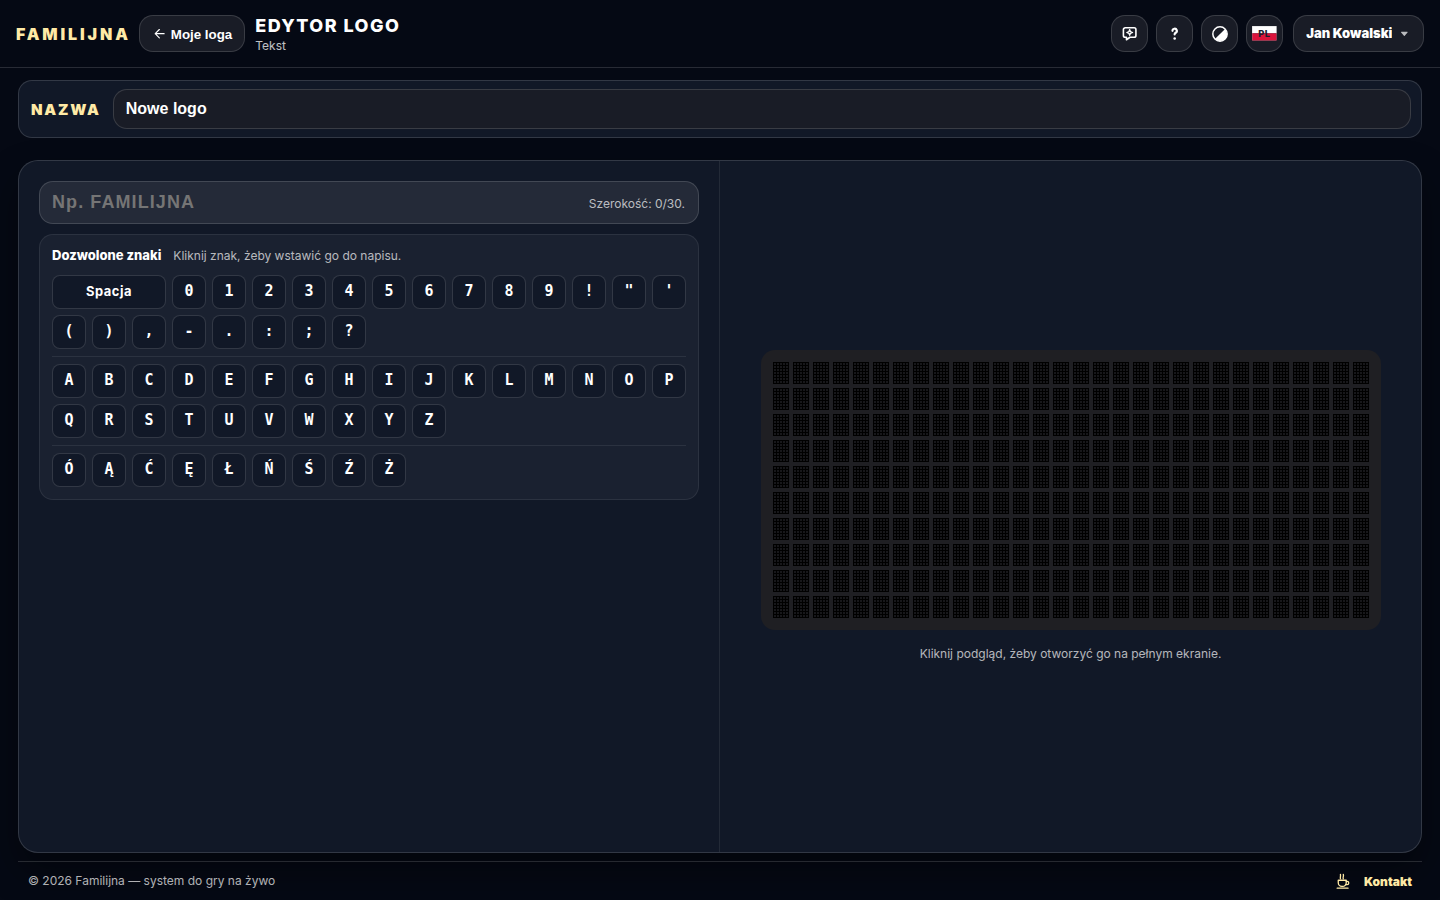 FAMILIJNA
← Moje loga
EDYTOR LOGO
Tekst
?
PL
Jan Kowalski
NAZWA
Nowe logo
Np. FAMILIJNA
Szerokość: 0/30.
Dozwolone znaki
Kliknij znak, żeby wstawić go do napisu.
Spacja 0 1 2 3 4 5 6 7 8 9 ! " '
( ) , - . : ; ?
A B C D E F G H I J K L M N O P
Q R S T U V W X Y Z
Ó Ą Ć Ę Ł Ń Ś Ź Ż
Kliknij podgląd, żeby otworzyć go na pełnym ekranie.
© 2026 Familijna — system do gry na żywo
Kontakt